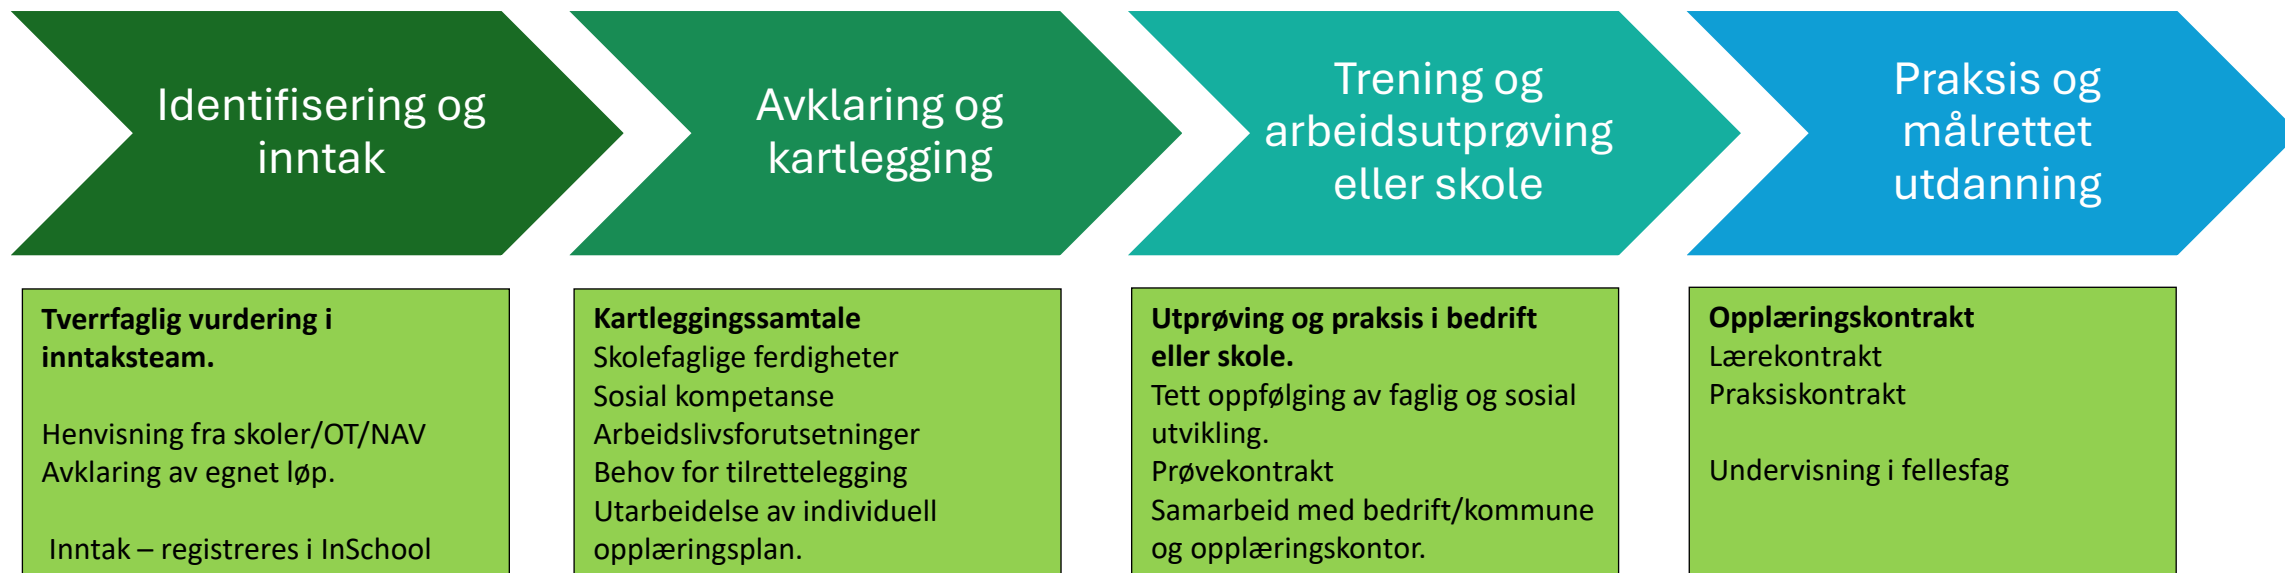 Identifisering og
inntak
Avklaring og
kartlegging
Trening og
arbeidsutprøving
eller skole
Praksis og
målrettet
utdanning
Tverrfaglig vurdering i
inntaksteam.
Henvisning fra skoler/OT/NAV
Avklaring av egnet løp.
Inntak – registreres i InSchool
Kartleggingssamtale
Skolefaglige ferdigheter
Sosial kompetanse
Arbeidslivsforutsetninger
Behov for tilrettelegging
Utarbeidelse av individuell
opplæringsplan.
Utprøving og praksis i bedrift
eller skole.
Tett oppfølging av faglig og sosial
utvikling.
Prøvekontrakt
Samarbeid med bedrift/kommune
og opplæringskontor.
Opplæringskontrakt
Lærekontrakt
Praksiskontrakt
Undervisning i fellesfag